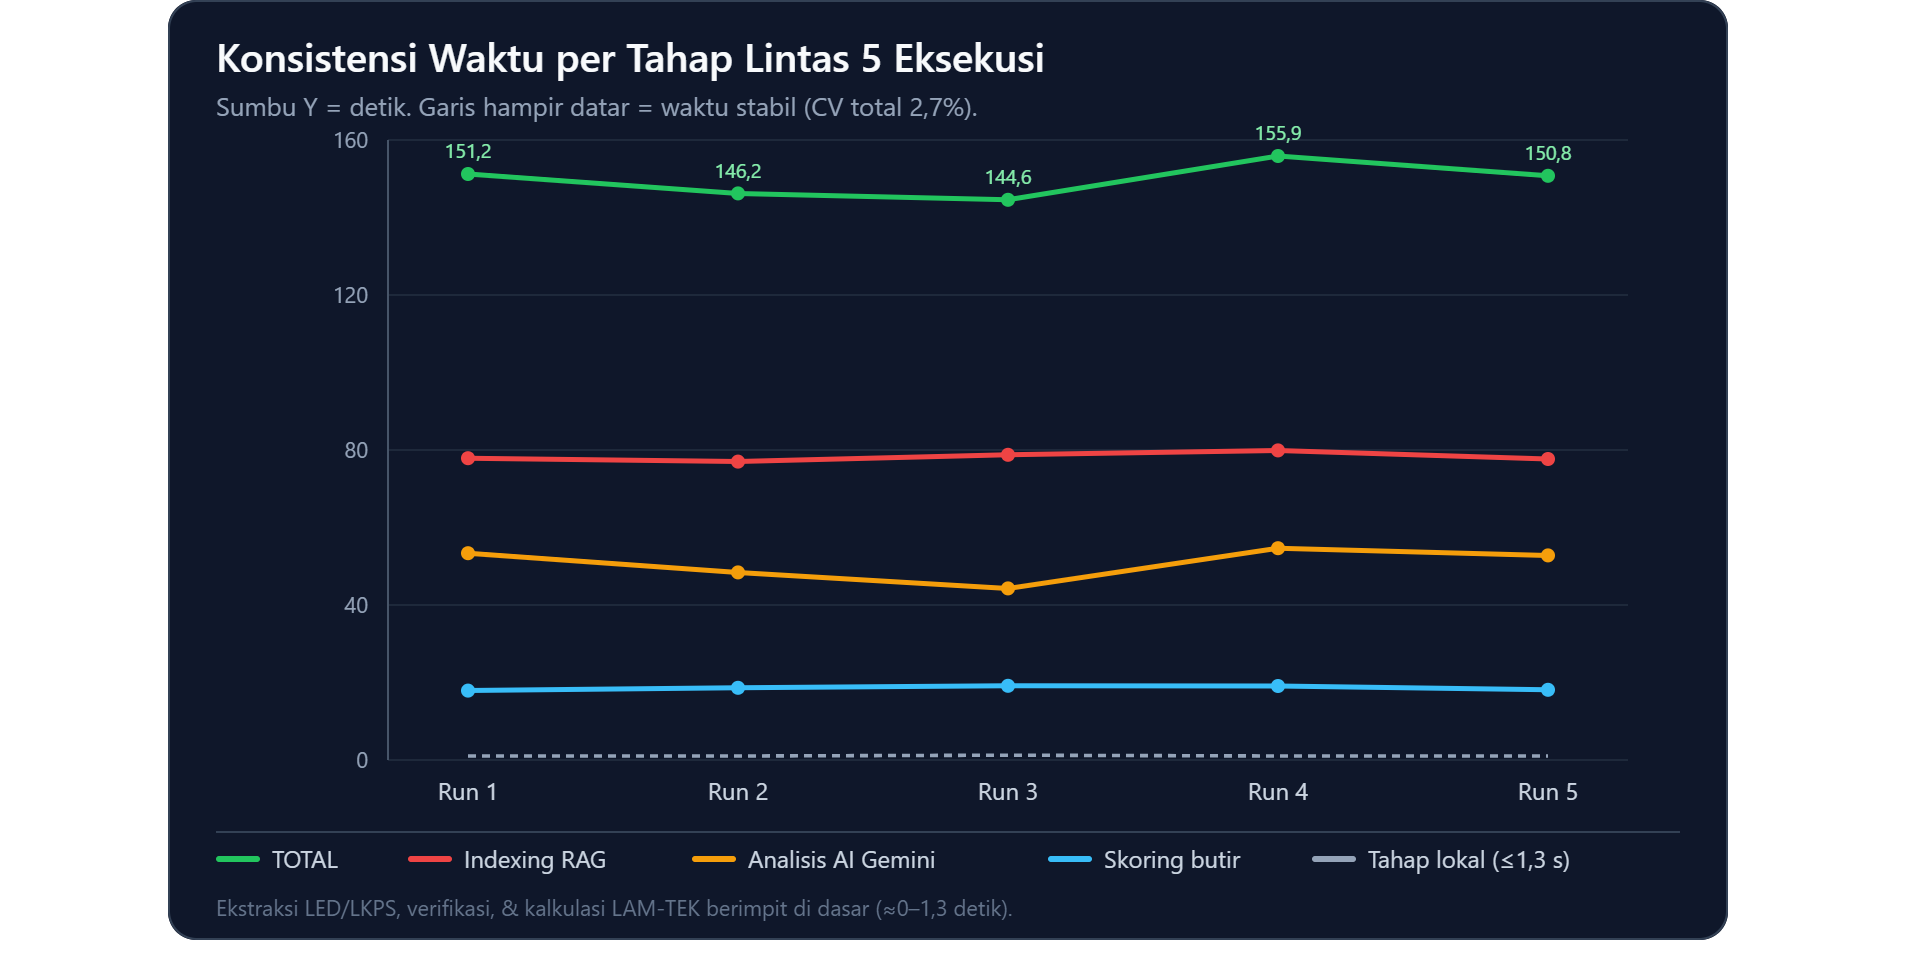 Konsistensi Waktu per Tahap Lintas 5 Eksekusi
Sumbu Y = detik. Garis hampir datar = waktu stabil (CV total 2,7%).
160
151,2
146,2
144,6
155,9
150,8
120
80
40
0
Run 1
Run 2
Run 3
Run 4
Run 5
TOTAL
Indexing RAG
Analisis AI Gemini
Skoring butir
Tahap lokal (≤1,3 s)
Ekstraksi LED/LKPS, verifikasi, & kalkulasi LAM-TEK berimpit di dasar (≈0–1,3 detik).